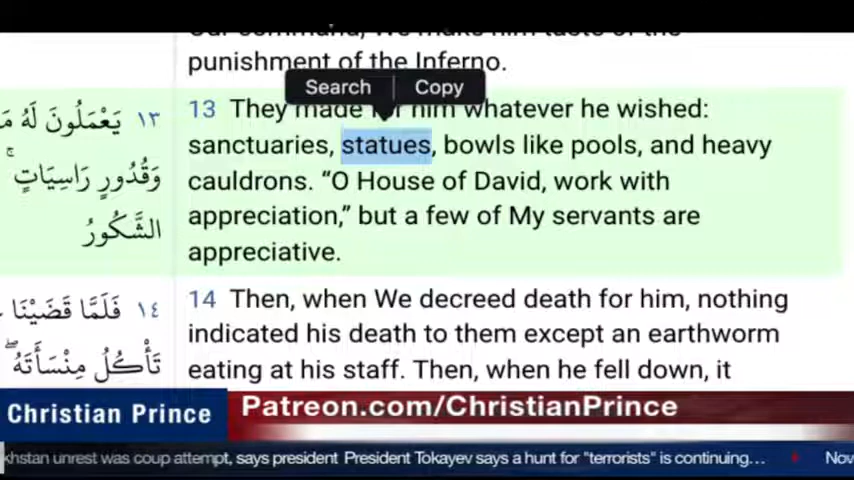 punishment of the Inferno.
Search
Copy
١٣ يَعْمَلُونَ لَهُ
وَقُدُورٍ رَاسِيَاتٍ ۚ
الشَّكُورُ
13 They made for him whatever he wished:
sanctuaries, statues, bowls like pools, and heavy
cauldrons. “O House of David, work with
appreciation,” but a few of My servants are
appreciative.
١٤ فَلَمَّا قَضَيْنَا
تَأْكُلُ مِنْسَأَتَهُ ۖ
14 Then, when We decreed death for him, nothing
indicated his death to them except an earthworm
eating at his staff. Then, when he fell down, it
Christian Prince
Patreon.com/ChristianPrince
khstan unrest was coup attempt, says president President Tokayev says a hunt for "terrorists" is continuing... Nov